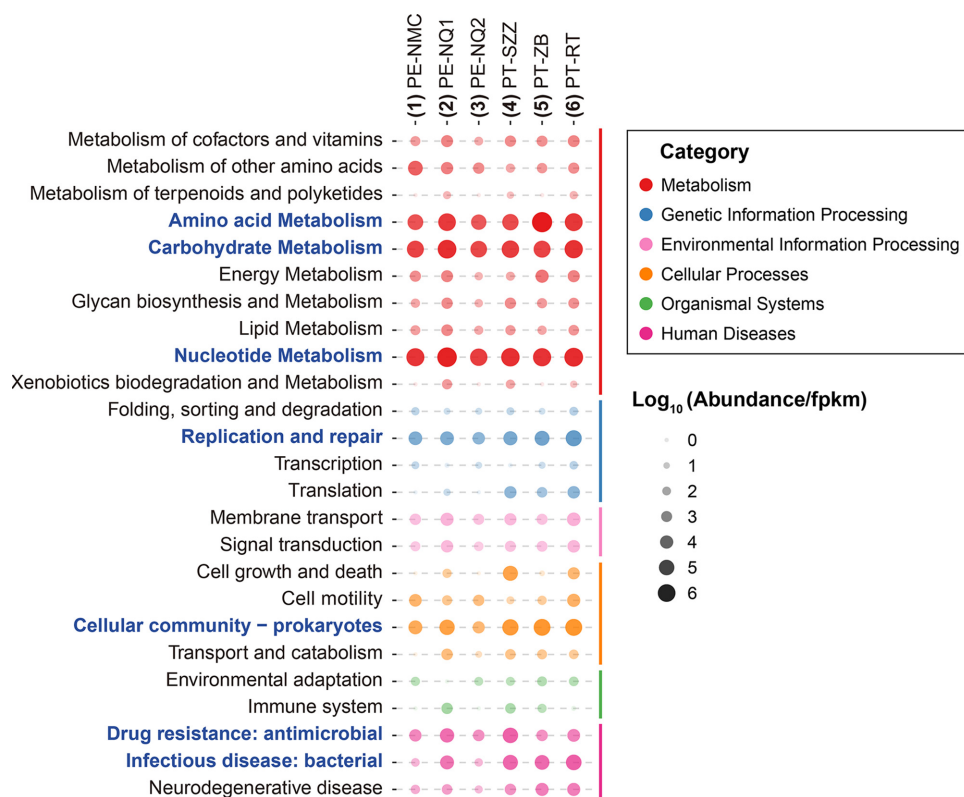 (1) PE-NMC
(2) PE-NQ1
(3) PE-NQ2
(4) PT-SZZ
(5) PT-ZB
(6) PT-RT
Metabolism of cofactors and vitamins
Metabolism of other amino acids
Metabolism of terpenoids and polyketides
Amino acid Metabolism
Carbohydrate Metabolism
Energy Metabolism
Glycan biosynthesis and Metabolism
Lipid Metabolism
Nucleotide Metabolism
Xenobiotics biodegradation and Metabolism
Folding, sorting and degradation
Replication and repair
Transcription
Translation
Membrane transport
Signal transduction
Cell growth and death
Cell motility
Cellular community − prokaryotes
Transport and catabolism
Environmental adaptation
Immune system
Drug resistance: antimicrobial
Infectious disease: bacterial
Neurodegenerative disease
Category
Metabolism
Genetic Information Processing
Environmental Information Processing
Cellular Processes
Organismal Systems
Human Diseases
Log₁₀ (Abundance/fpkm)
0
1
2
3
4
5
6